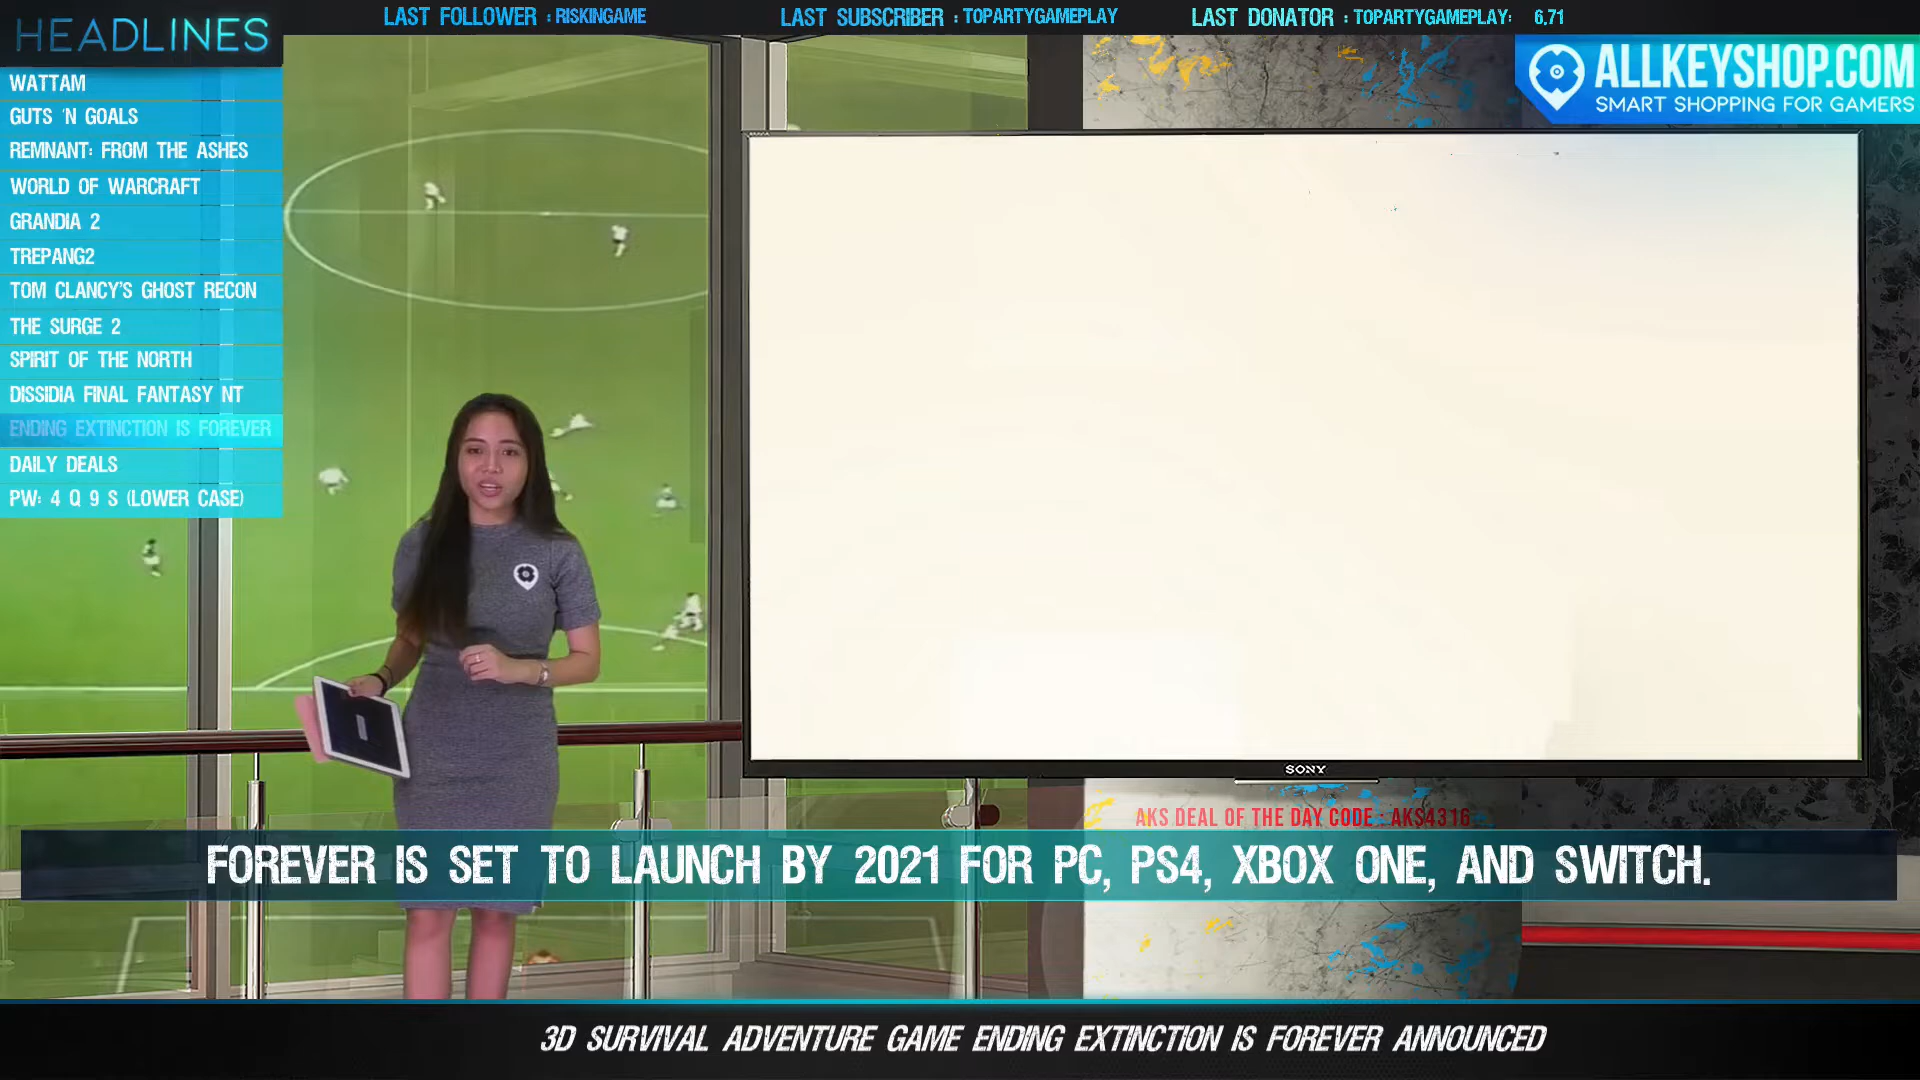 HEADLINES
LAST FOLLOWER : RISKINGAME
LAST SUBSCRIBER : TOPARTYGAMEPLAY
LAST DONATOR : TOPARTYGAMEPLAY: 6.71
ALLKEYSHOP.COM
SMART SHOPPING FOR GAMERS
WATTAM
GUTS 'N GOALS
REMNANT: FROM THE ASHES
WORLD OF WARCRAFT
GRANDIA 2
TREPANG2
TOM CLANCY'S GHOST RECON
THE SURGE 2
SPIRIT OF THE NORTH
DISSIDIA FINAL FANTASY NT
ENDING EXTINCTION IS FOREVER
DAILY DEALS
PW: 4 Q 9 S (LOWER CASE)
SONY
AKS DEAL OF THE DAY CODE : AKS4316
FOREVER IS SET TO LAUNCH BY 2021 FOR PC, PS4, XBOX ONE, AND SWITCH.
3D SURVIVAL ADVENTURE GAME ENDING EXTINCTION IS FOREVER ANNOUNCED